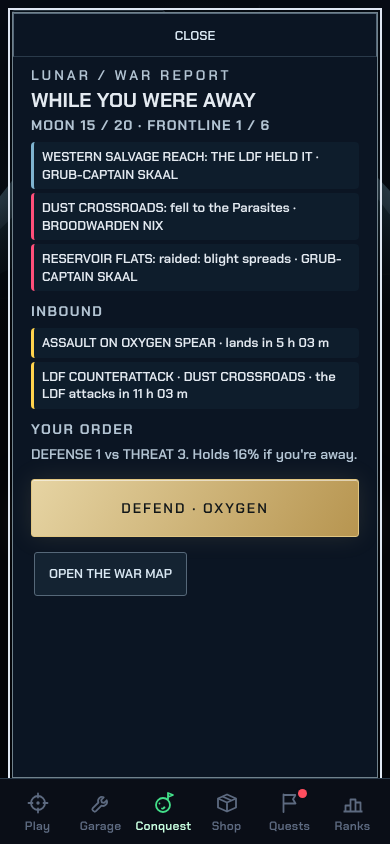 CLOSE
LUNAR / WAR REPORT
WHILE YOU WERE AWAY
MOON 15 / 20 · FRONTLINE 1 / 6
WESTERN SALVAGE REACH: THE LDF HELD IT ·
GRUB-CAPTAIN SKAAL
DUST CROSSROADS: fell to the Parasites ·
BROODWARDEN NIX
RESERVOIR FLATS: raided: blight spreads · GRUB-
CAPTAIN SKAAL
INBOUND
ASSAULT ON OXYGEN SPEAR · lands in 5 h 03 m
LDF COUNTERATTACK · DUST CROSSROADS · the
LDF attacks in 11 h 03 m
YOUR ORDER
DEFENSE 1 vs THREAT 3. Holds 16% if you're away.
DEFEND · OXYGEN
OPEN THE WAR MAP
Play Garage Conquest Shop Quests Ranks